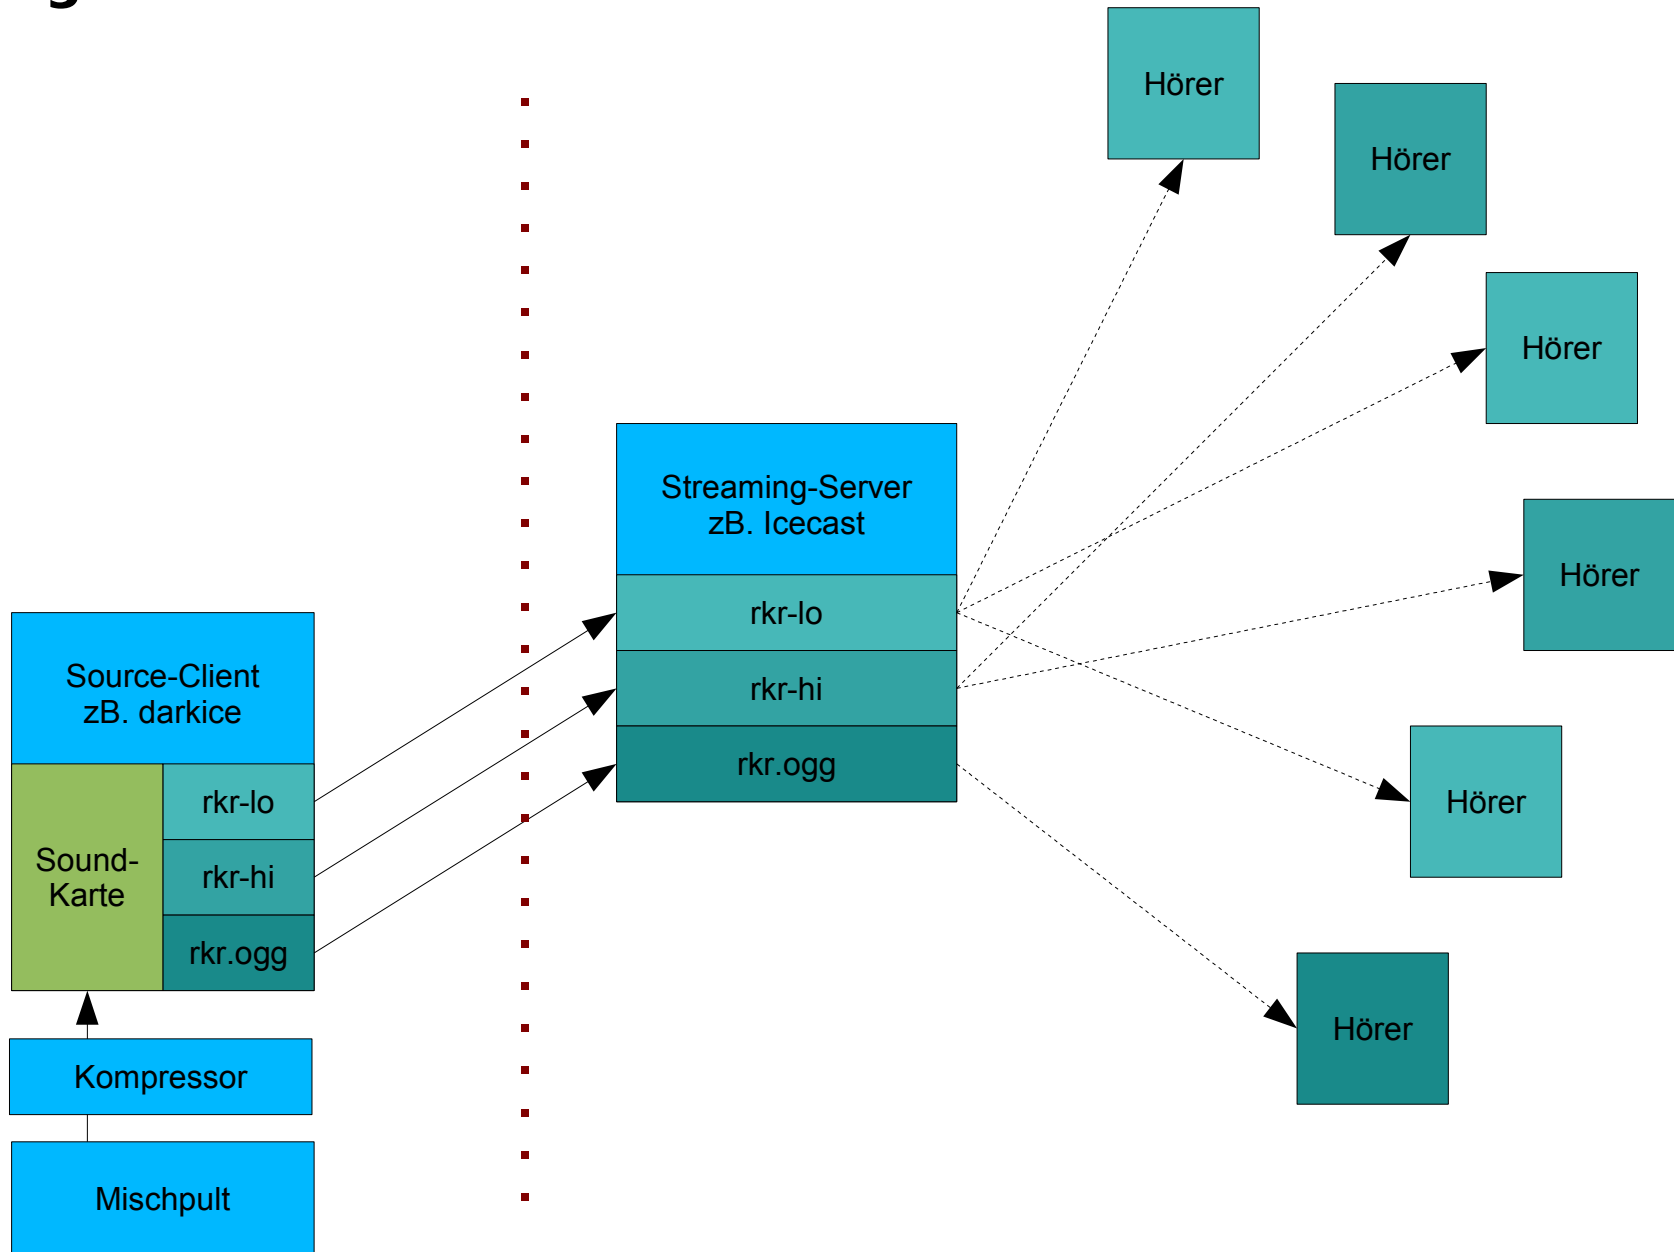 Hörer
Hörer
Hörer
Streaming-Server
zB. Icecast
Hörer
rkr-lo
rkr-hi
rkr.ogg
Source-Client
zB. darkice
rkr-lo
Sound-
Karte
rkr-hi
rkr.ogg
Hörer
Hörer
Kompressor
Mischpult